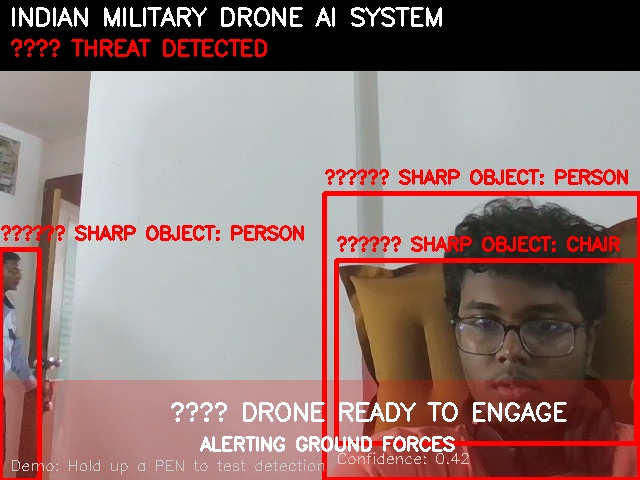 INDIAN MILITARY DRONE AI SYSTEM
???? THREAT DETECTED
?????? SHARP OBJECT: PERSON
?????? SHARP OBJECT: PERSON
?????? SHARP OBJECT: CHAIR
???? DRONE READY TO ENGAGE
ALERTING GROUND FORCES
Confidence: 0.42
Demo: Hold up a PEN to test detection